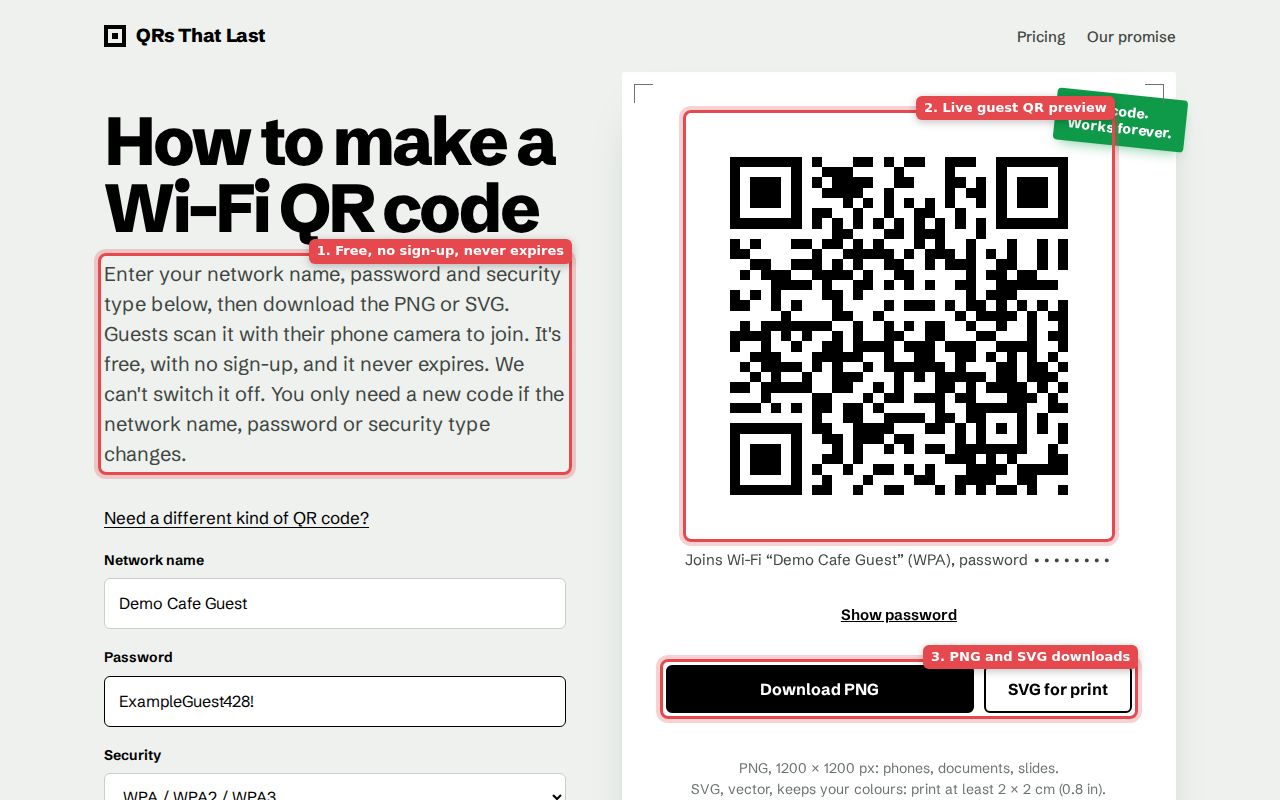 QRs That Last
Pricing
Our promise
How to make a
Wi-Fi QR code
1. Free, no sign-up, never expires
Enter your network name, password and security
type below, then download the PNG or SVG.
Guests scan it with their phone camera to join. It's
free, with no sign-up, and it never expires. We
can't switch it off. You only need a new code if the
network name, password or security type
changes.
Need a different kind of QR code?
Network name
Demo Cafe Guest
Password
ExampleGuest428!
Security
WPA / WPA2 / WPA3
2. Live guest QR preview
code.
Works forever.
Joins Wi-Fi “Demo Cafe Guest” (WPA), password ••••••••
Show password
3. PNG and SVG downloads
Download PNG
SVG for print
PNG, 1200 × 1200 px: phones, documents, slides.
SVG, vector, keeps your colours: print at least 2 × 2 cm (0.8 in).